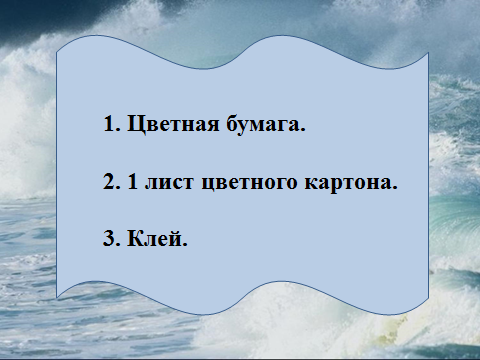 1. Цветная бумага.
2. 1 лист цветного картона.
3. Клей.